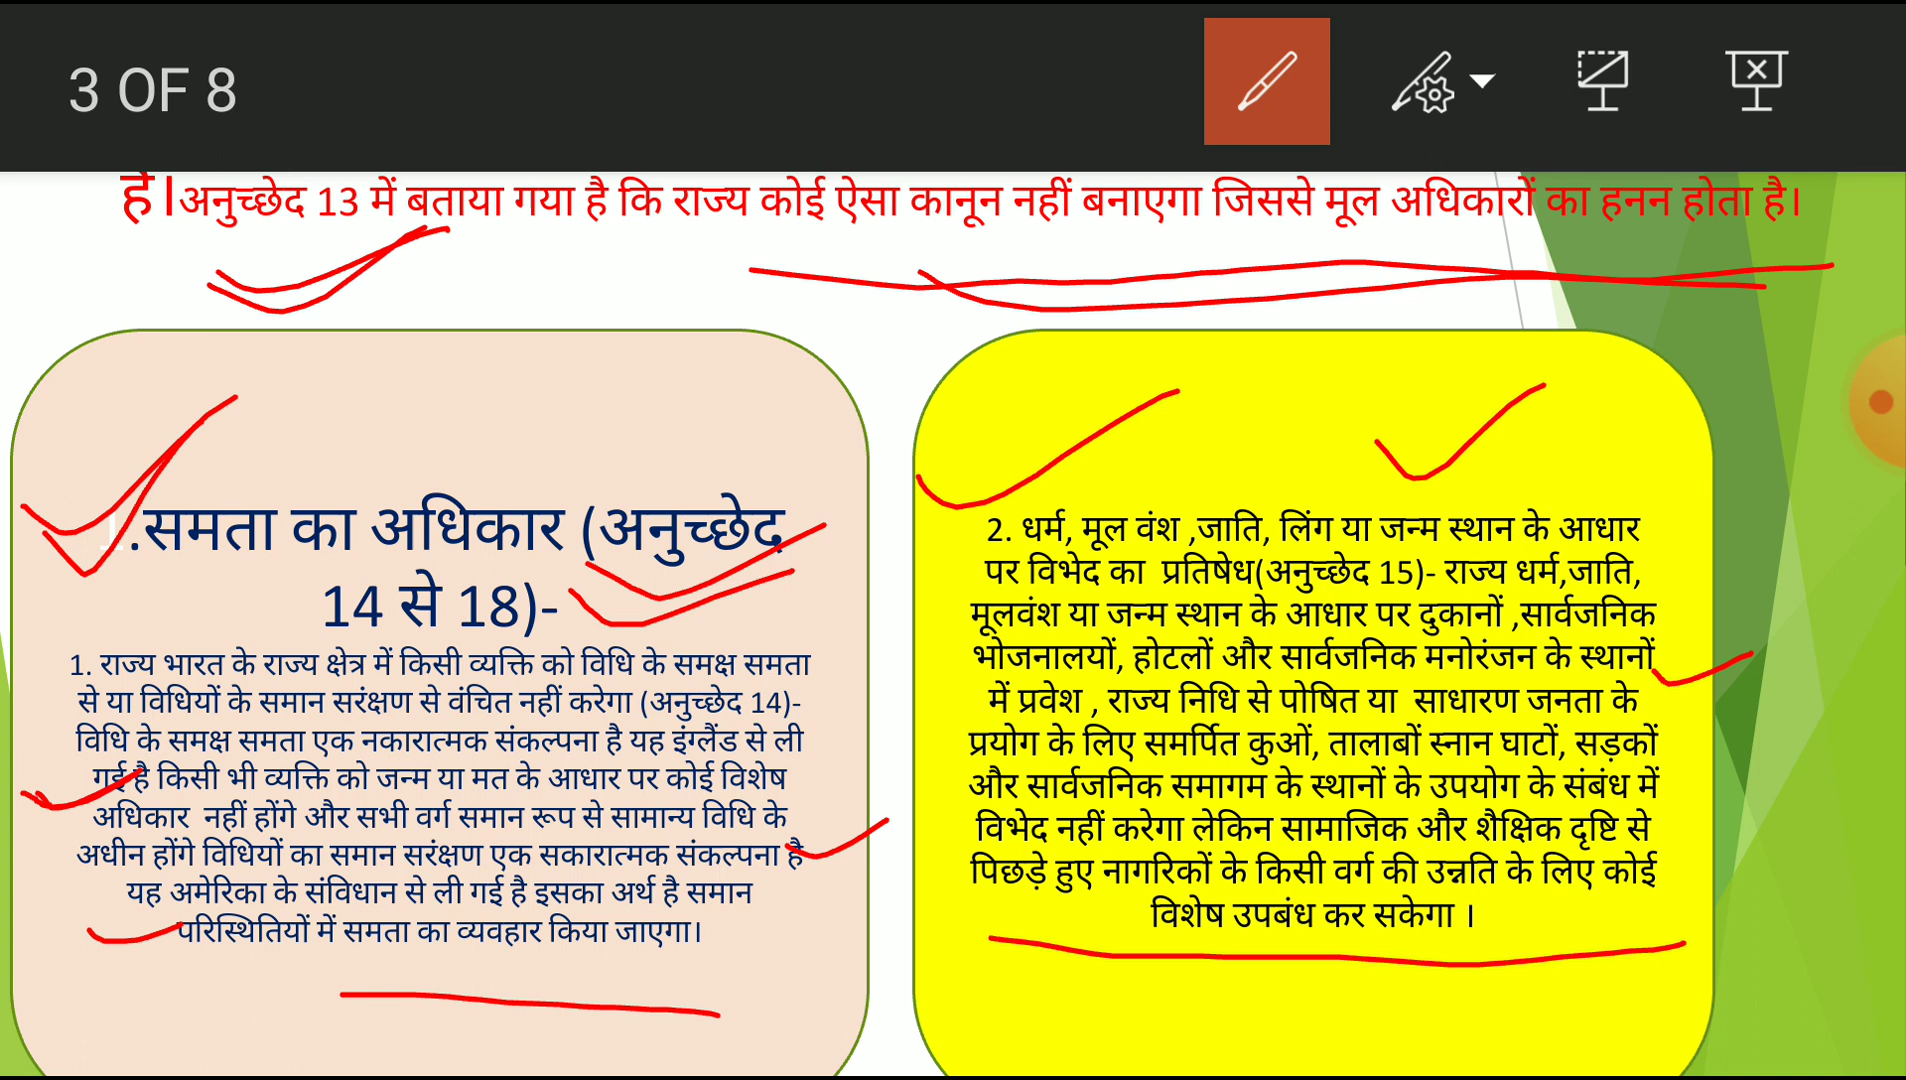 3 OF 8
है।अनुच्छेद 13 में बताया गया है कि राज्य कोई ऐसा कानून नहीं बनाएगा जिससे मूल अधिकारों का हनन होता है।
1.समता का अधिकार (अनुच्छेद
14 से 18)-
1. राज्य भारत के राज्य क्षेत्र में किसी व्यक्ति को विधि के समक्ष समता
से या विधियों के समान सरंक्षण से वंचित नहीं करेगा (अनुच्छेद 14)-
विधि के समक्ष समता एक नकारात्मक संकल्पना है यह इंग्लैंड से ली
गई है किसी भी व्यक्ति को जन्म या मत के आधार पर कोई विशेष
अधिकार नहीं होंगे और सभी वर्ग समान रूप से सामान्य विधि के
अधीन होंगे विधियों का समान सरंक्षण एक सकारात्मक संकल्पना है
यह अमेरिका के संविधान से ली गई है इसका अर्थ है समान
परिस्थितियों में समता का व्यवहार किया जाएगा।
2. धर्म, मूल वंश ,जाति, लिंग या जन्म स्थान के आधार
पर विभेद का प्रतिषेध(अनुच्छेद 15)- राज्य धर्म,जाति,
मूलवंश या जन्म स्थान के आधार पर दुकानों ,सार्वजनिक
भोजनालयों, होटलों और सार्वजनिक मनोरंजन के स्थानों
में प्रवेश , राज्य निधि से पोषित या साधारण जनता के
प्रयोग के लिए समर्पित कुओं, तालाबों स्नान घाटों, सड़कों
और सार्वजनिक समागम के स्थानों के उपयोग के संबंध में
विभेद नहीं करेगा लेकिन सामाजिक और शैक्षिक दृष्टि से
पिछड़े हुए नागरिकों के किसी वर्ग की उन्नति के लिए कोई
विशेष उपबंध कर सकेगा ।